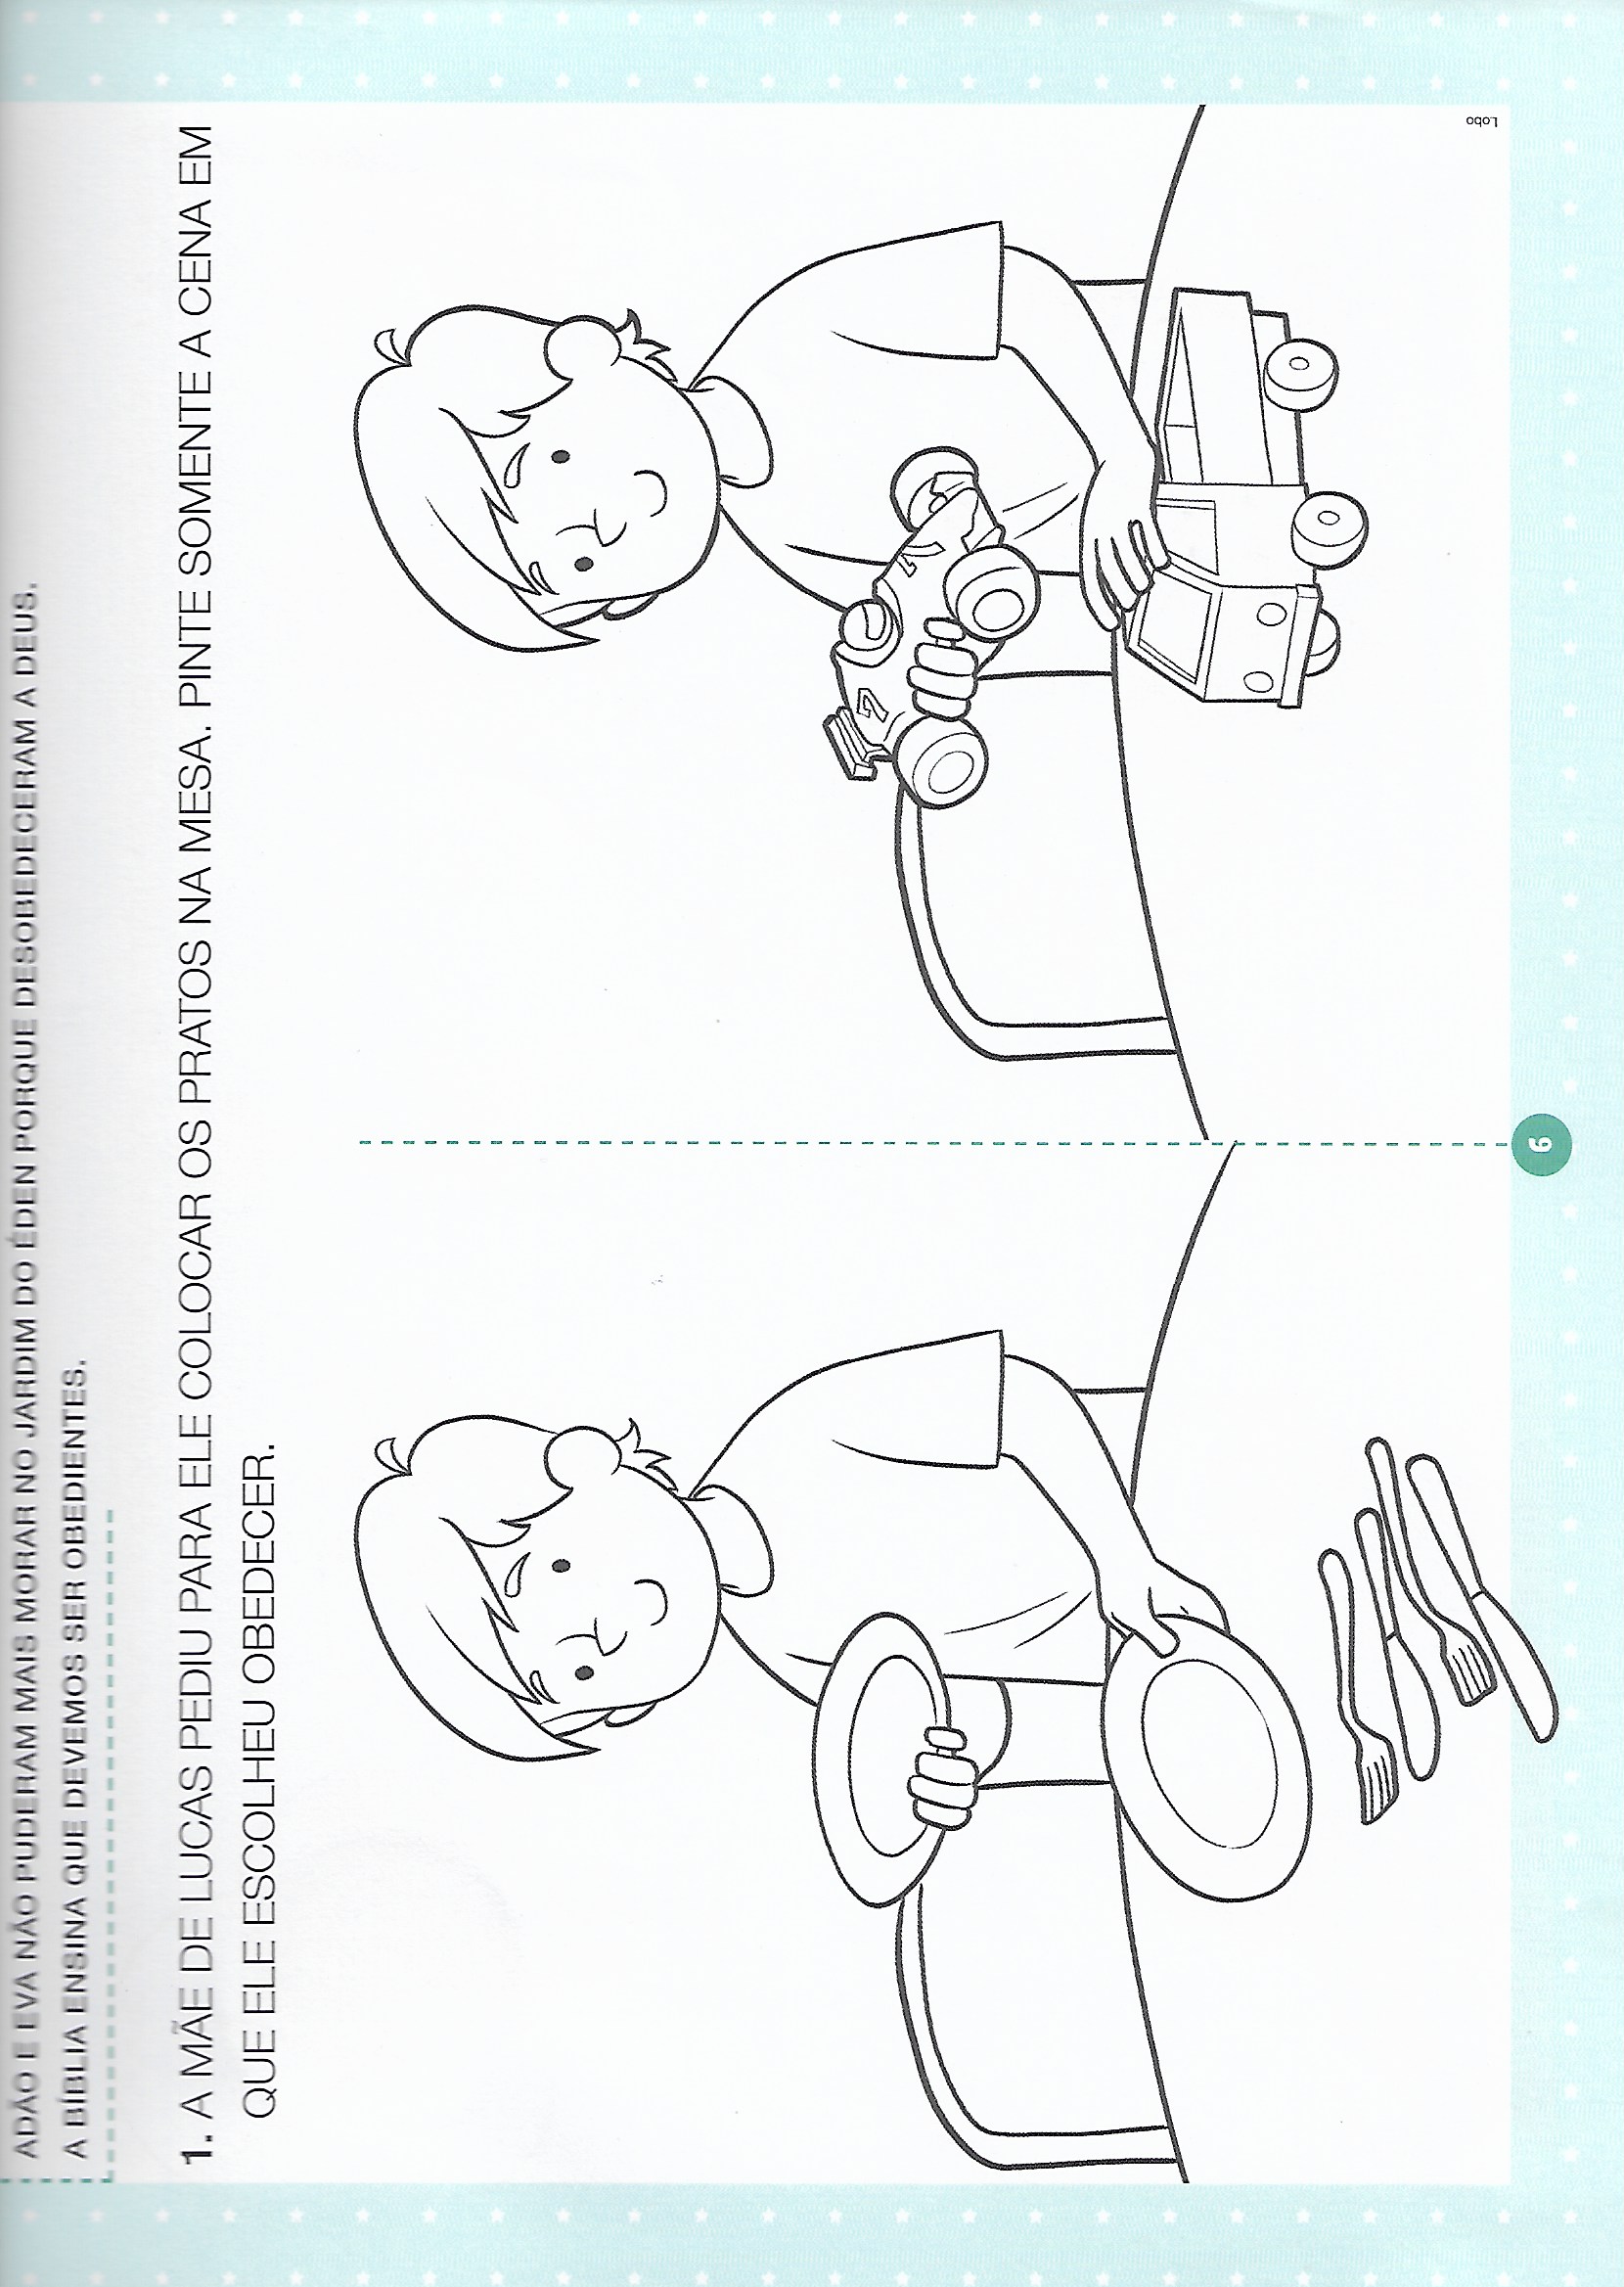 ADÃO E EVA NÃO PUDERAM MAIS MORAR NO JARDIM DO ÉDEN PORQUE DESOBEDECERAM A DEUS.
A BÍBLIA ENSINA QUE DEVEMOS SER OBEDIENTES.
1. A MÃE DE LUCAS PEDIU PARA ELE COLOCAR OS PRATOS NA MESA. PINTE SOMENTE A CENA EM
QUE ELE ESCOLHEU OBEDECER.
7
7
Lobo
6